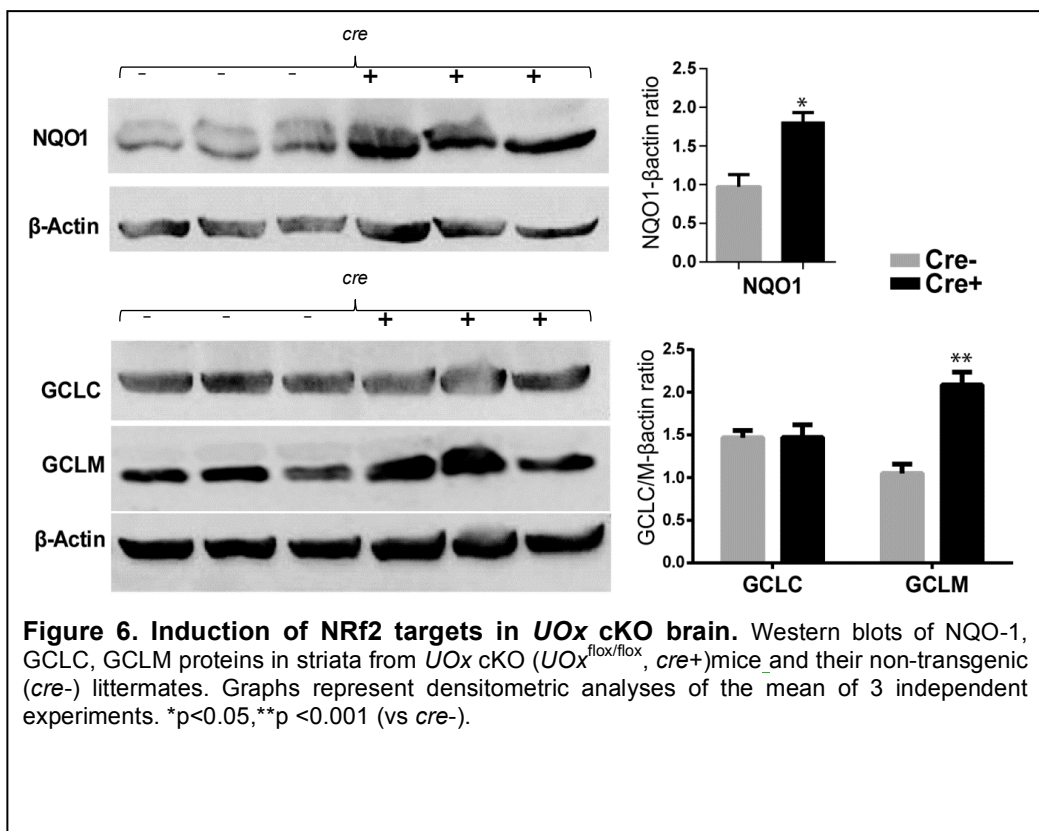 cre
- - - + + +
NQO1
β-Actin
2.5
2.0
1.5
1.0
0.5
0.0
NQO1-βactin ratio
*
NQO1
Cre-
Cre+
cre
- - - + + +
GCLC
GCLM
β-Actin
2.5
2.0
1.5
1.0
0.5
0.0
GCLC/M-βactin ratio
**
GCLC GCLM
Figure 6. Induction of NRf2 targets in UOx cKO brain. Western blots of NQO-1,
GCLC, GCLM proteins in striata from UOx cKO (UOx^flox/flox, cre+)mice and their non-transgenic
(cre-) littermates. Graphs represent densitometric analyses of the mean of 3 independent
experiments. *p<0.05,**p <0.001 (vs cre-).